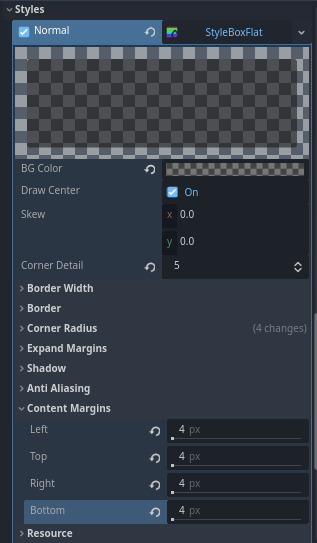 Styles
Normal StyleBoxFlat
BG Color
Draw Center On
Skew x 0.0
y 0.0
Corner Detail 5
Border Width
Border
Corner Radius (4 changes)
Expand Margins
Shadow
Anti Aliasing
Content Margins
Left 4 px
Top 4 px
Right 4 px
Bottom 4 px
Resource